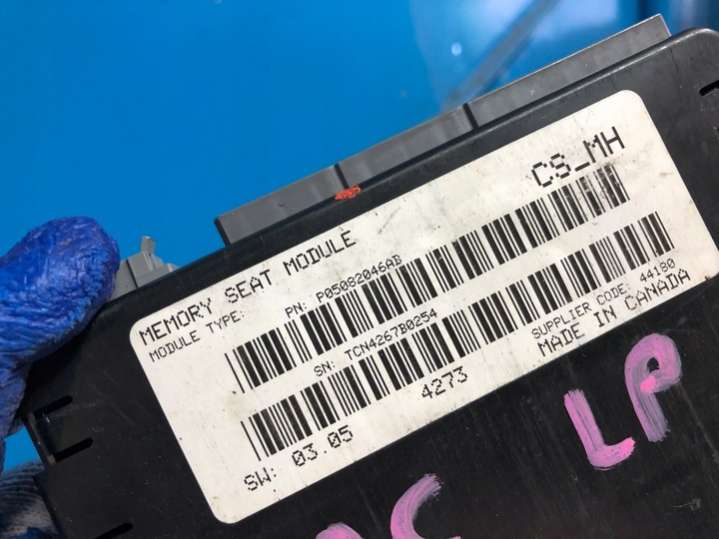 CS_MH
MEMORY SEAT MODULE
MODULE TYPE:
PN: P05082046AD
SN: TCN4267B0254
SUPPLIER CODE: 44180
SW: 03.05
4273
MADE IN CANADA
LP